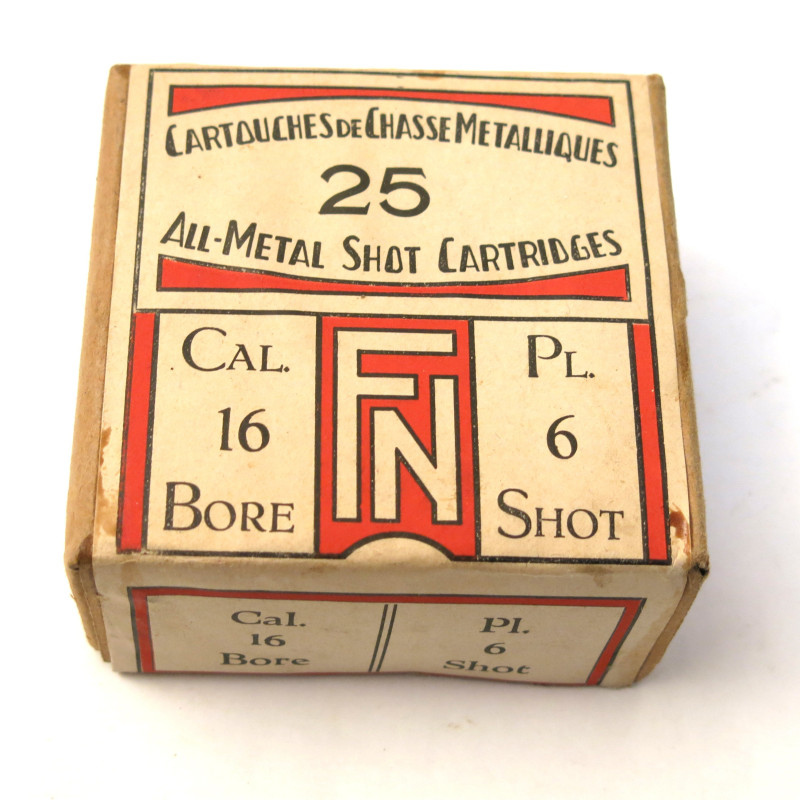 CARTOUCHES DE CHASSE METALLIQUES
25
ALL-METAL SHOT CARTRIDGES
CAL.
16
BORE
FN
PL.
6
SHOT
Cal.
16
Bore
Pl.
6
Shot